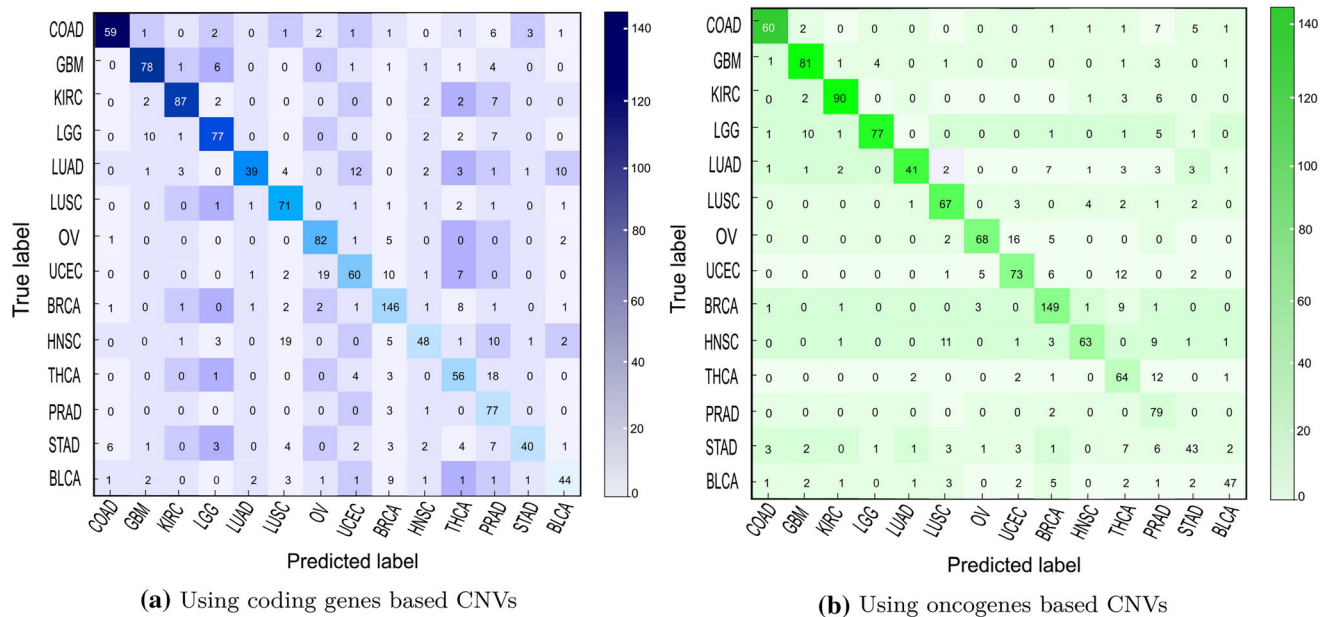 COAD 59 1 0 2 0 1 2 1 1 0 1 6 3 1
GBM 0 78 1 6 0 0 0 1 1 1 1 4 0 0
KIRC 0 2 87 2 0 0 0 0 0 2 2 7 0 0
LGG 0 10 1 77 0 0 0 0 0 2 2 7 0 0
LUAD 0 1 3 0 39 4 0 12 0 2 3 1 1 10
LUSC 0 0 0 1 1 71 0 1 1 1 2 1 0 1
OV 1 0 0 0 0 0 82 1 5 0 0 0 0 2
UCEC 0 0 0 0 1 2 19 60 10 1 7 0 0 0
BRCA 1 0 1 0 1 2 2 1 146 1 8 1 0 1
HNSC 0 0 1 3 0 19 0 0 5 48 0 10 1 2
THCA 0 0 0 1 0 0 0 4 3 0 56 18 0 0
PRAD 0 0 0 0 0 0 0 0 3 1 0 77 0 0
STAD 6 1 0 3 0 4 0 2 3 2 4 7 40 1
BLCA 1 2 0 0 2 3 1 1 9 1 1 1 1 44
COAD GBM KIRC LGG LUAD LUSC OV UCEC BRCA HNSC THCA PRAD STAD BLCA
True label
Predicted label
140
120
100
80
60
40
20
0
(a) Using coding genes based CNVs
COAD 60 2 0 0 0 0 0 0 1 1 1 7 5 1
GBM 1 81 1 4 0 1 0 0 0 0 1 3 0 1
KIRC 0 2 90 0 0 0 0 0 0 1 3 6 0 0
LGG 1 10 1 77 0 0 0 0 1 0 1 5 1 0
LUAD 1 1 2 0 41 2 0 0 7 1 3 3 3 1
LUSC 0 0 0 0 1 67 0 3 0 4 2 1 2 0
OV 0 0 0 0 0 2 68 16 5 0 0 0 0 0
UCEC 0 0 0 0 0 1 5 73 6 0 12 0 2 0
BRCA 1 0 1 0 0 0 3 0 149 1 9 1 0 0
HNSC 0 0 1 0 0 11 0 1 3 63 0 9 1 1
THCA 0 0 0 0 2 0 0 2 1 0 64 12 0 1
PRAD 0 0 0 0 0 0 0 0 2 0 0 79 0 0
STAD 3 2 0 1 1 3 1 3 1 0 7 6 43 2
BLCA 1 2 1 0 1 3 0 2 5 0 2 1 2 47
COAD GBM KIRC LGG LUAD LUSC OV UCEC BRCA HNSC THCA PRAD STAD BLCA
True label
Predicted label
140
120
100
80
60
40
20
0
(b) Using oncogenes based CNVs